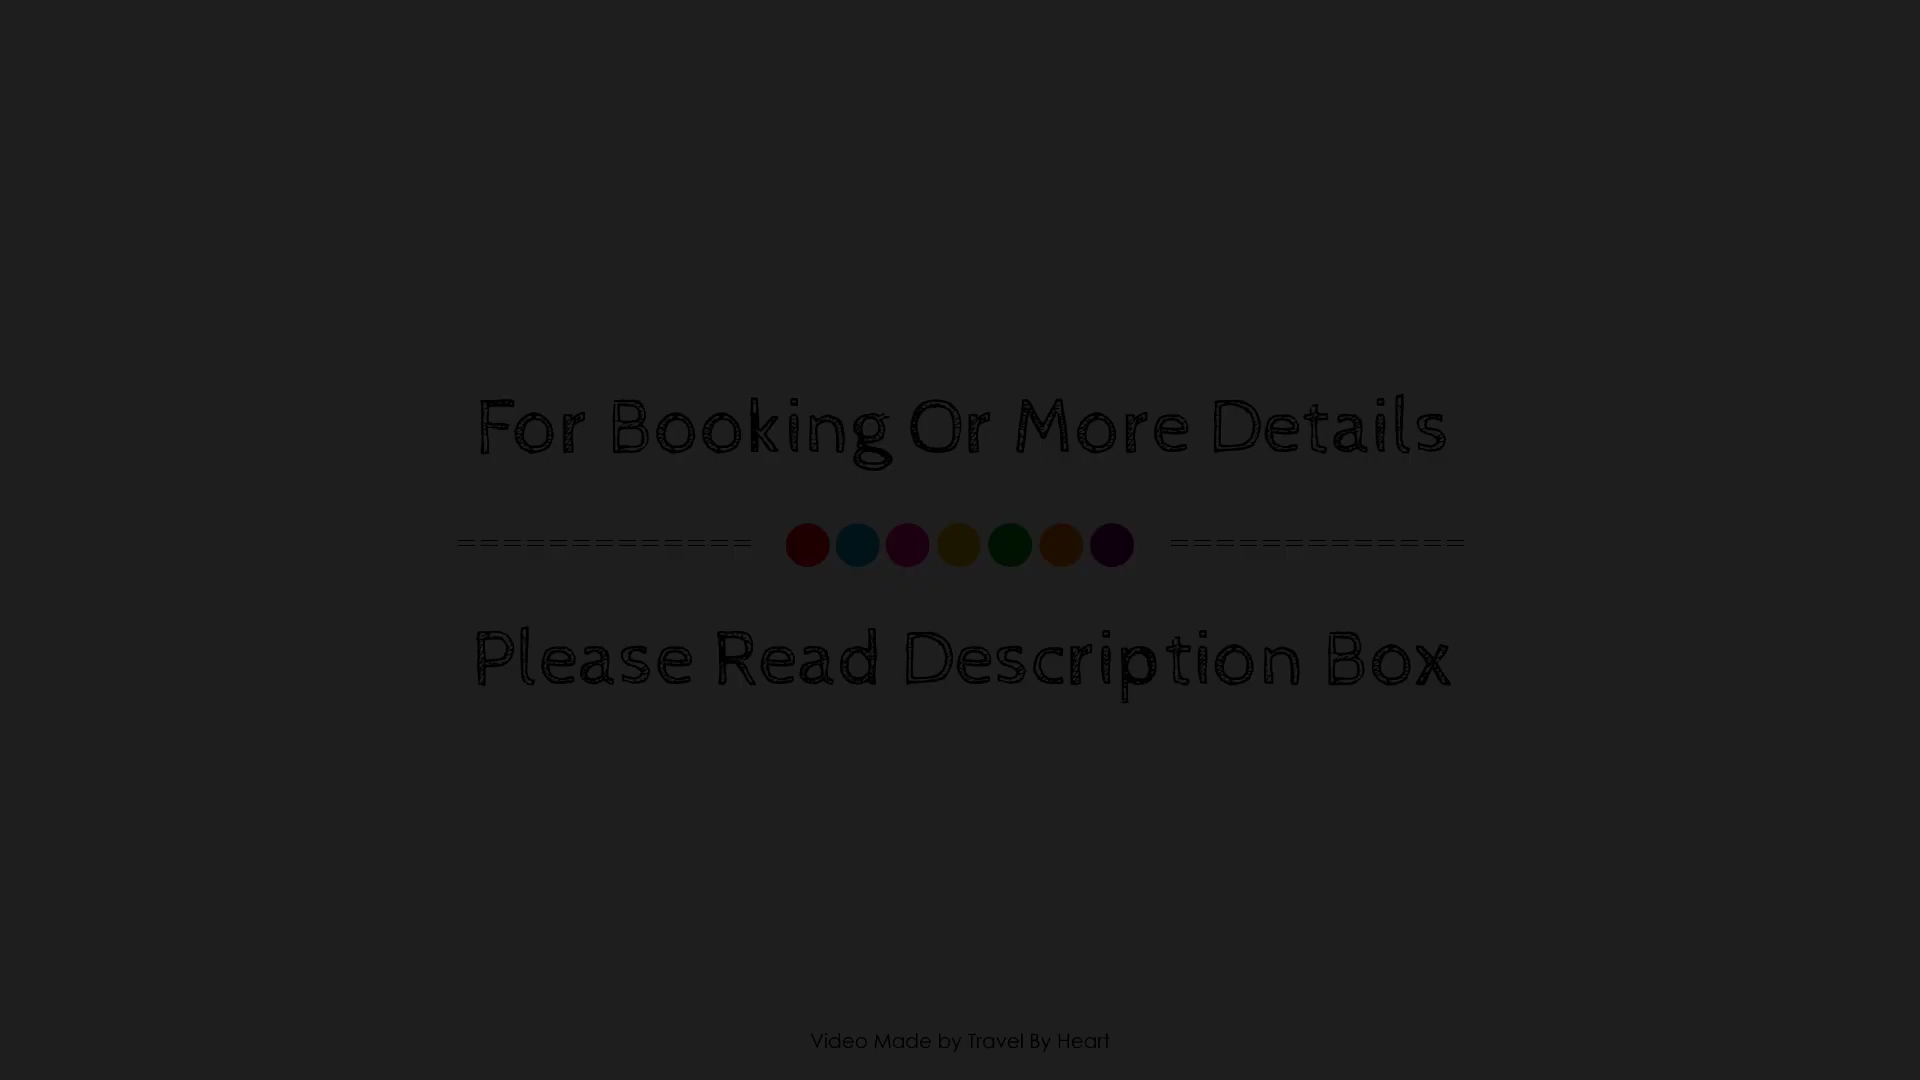 For Booking Or More Details
============= =============
Please Read Description Box
Video Made by Travel By Heart